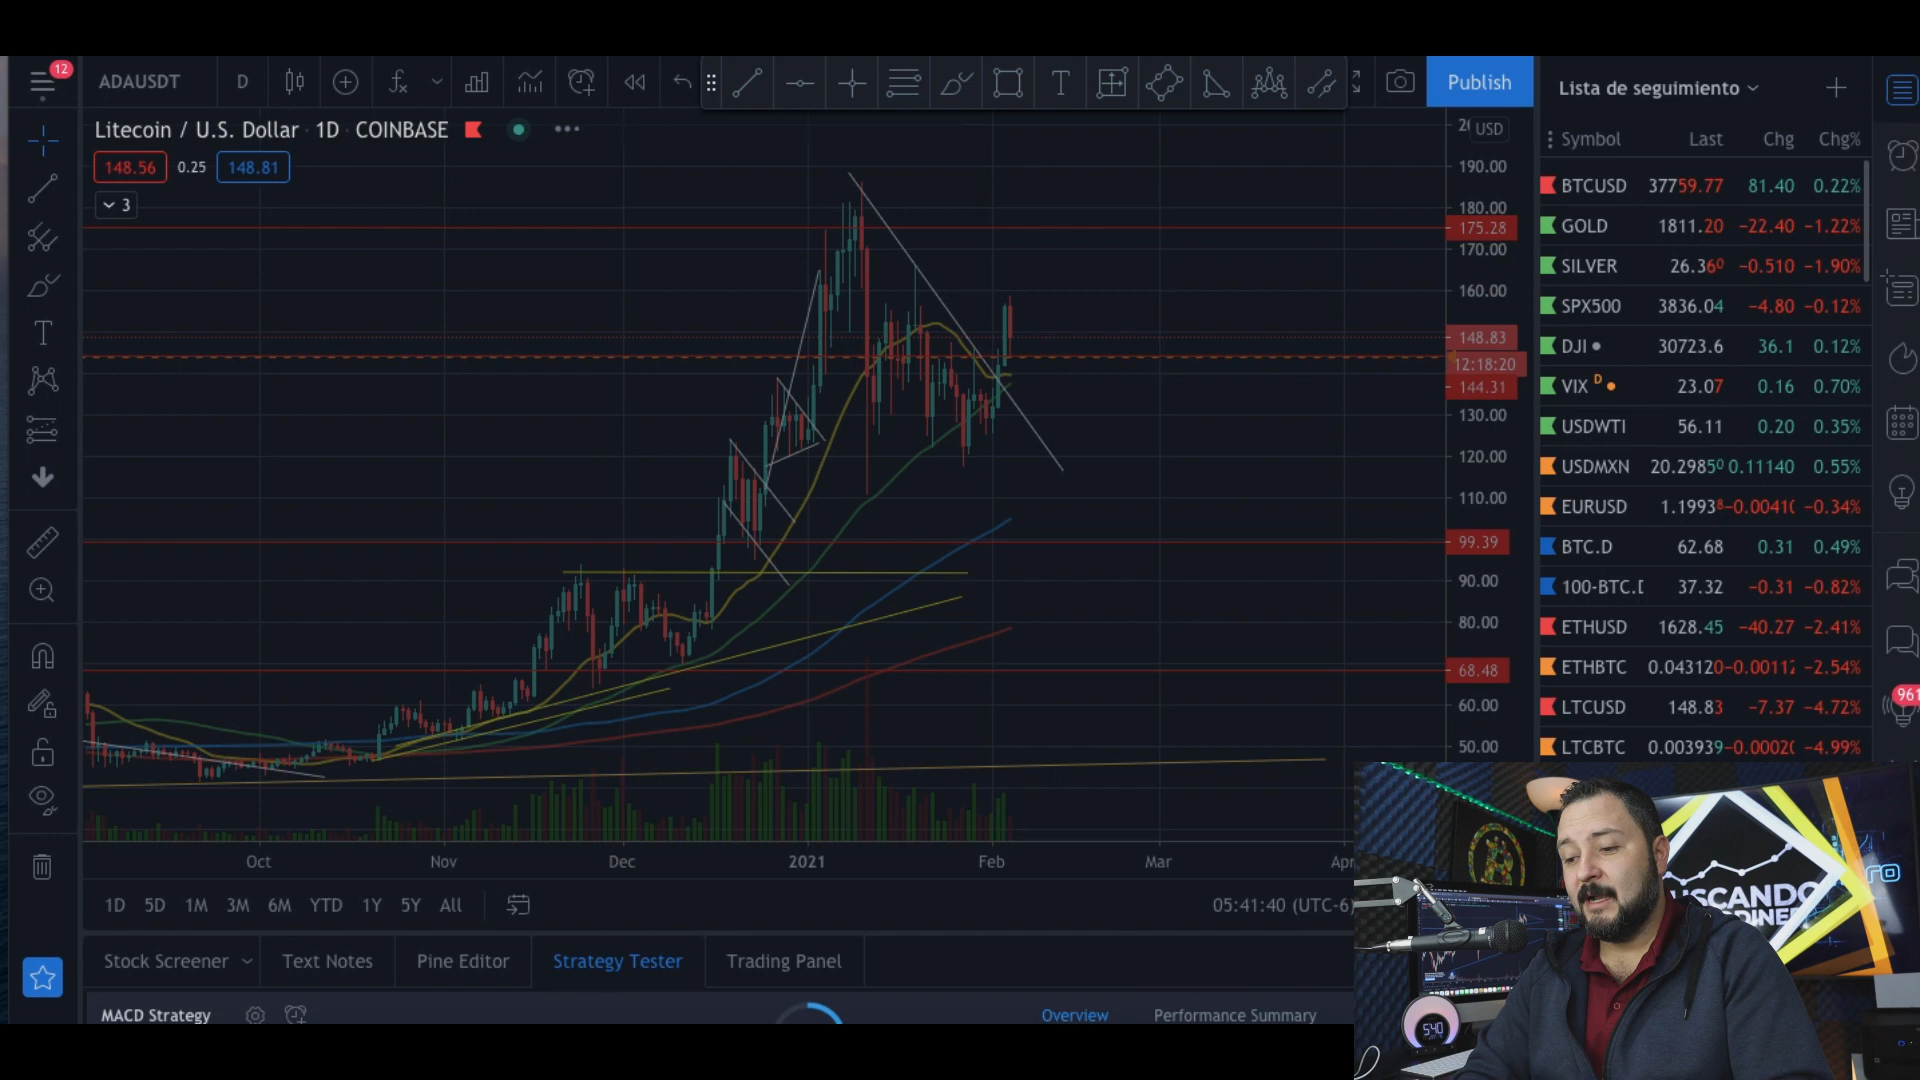 12
ADAUSDT D Publish
Lista de seguimiento
Litecoin / U.S. Dollar · 1D · COINBASE
148.56 0.25 148.81
3
USD
190.00
180.00
175.28
170.00
160.00
148.83
12:18:20
144.31
130.00
120.00
110.00
99.39
90.00
80.00
68.48
60.00
50.00
Oct Nov Dec 2021 Feb Mar Apr
1D 5D 1M 3M 6M YTD 1Y 5Y All
05:41:40 (UTC-6)
Stock Screener Text Notes Pine Editor Strategy Tester Trading Panel
MACD Strategy Overview Performance Summary
Symbol Last Chg Chg%
BTCUSD 37759.77 81.40 0.22%
GOLD 1811.20 −22.40 −1.22%
SILVER 26.360 −0.510 −1.90%
SPX500 3836.04 −4.80 −0.12%
DJI 30723.6 36.1 0.12%
VIX D 23.07 0.16 0.70%
USDWTI 56.11 0.20 0.35%
USDMXN 20.29850 0.11140 0.55%
EURUSD 1.19938 −0.0041( −0.34%
BTC.D 62.68 0.31 0.49%
100-BTC.D 37.32 −0.31 −0.82%
ETHUSD 1628.45 −40.27 −2.41%
ETHBTC 0.043120 −0.00112 −2.54%
LTCUSD 148.83 −7.37 −4.72%
LTCBTC 0.003939 −0.0002( −4.99%
961
USCANDO
DINE
ro
5:40